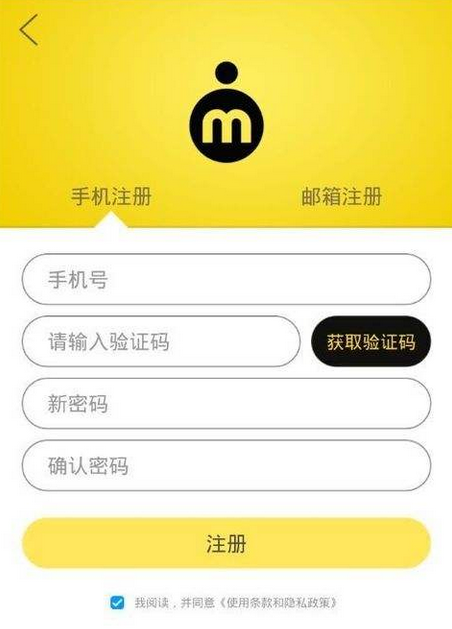 m
手机注册 邮箱注册
手机号
请输入验证码 获取验证码
新密码
确认密码
注册
我阅读，并同意《使用条款和隐私政策》